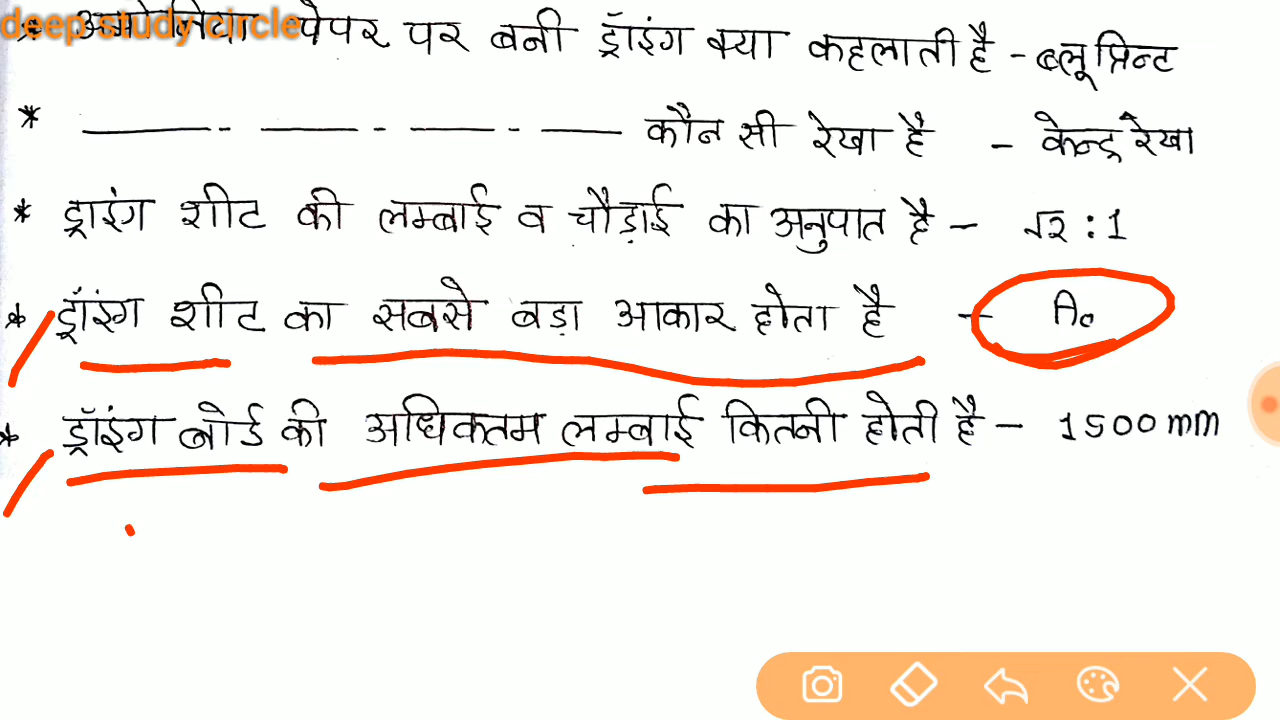 deep study circle
पेपर पर बनी ड्रॉइंग क्या कहलाती है - ब्लू प्रिन्ट
* कौन सी रेखा है - केन्द्र रेखा
* ड्राइंग शीट की लम्बाई व चौड़ाई का अनुपात है - √2 : 1
* ड्रॉइंग शीट का सबसे बड़ा आकार होता है - A₀
* ड्रॉइंग बोर्ड की अधिकतम लम्बाई कितनी होती है - 1500 mm